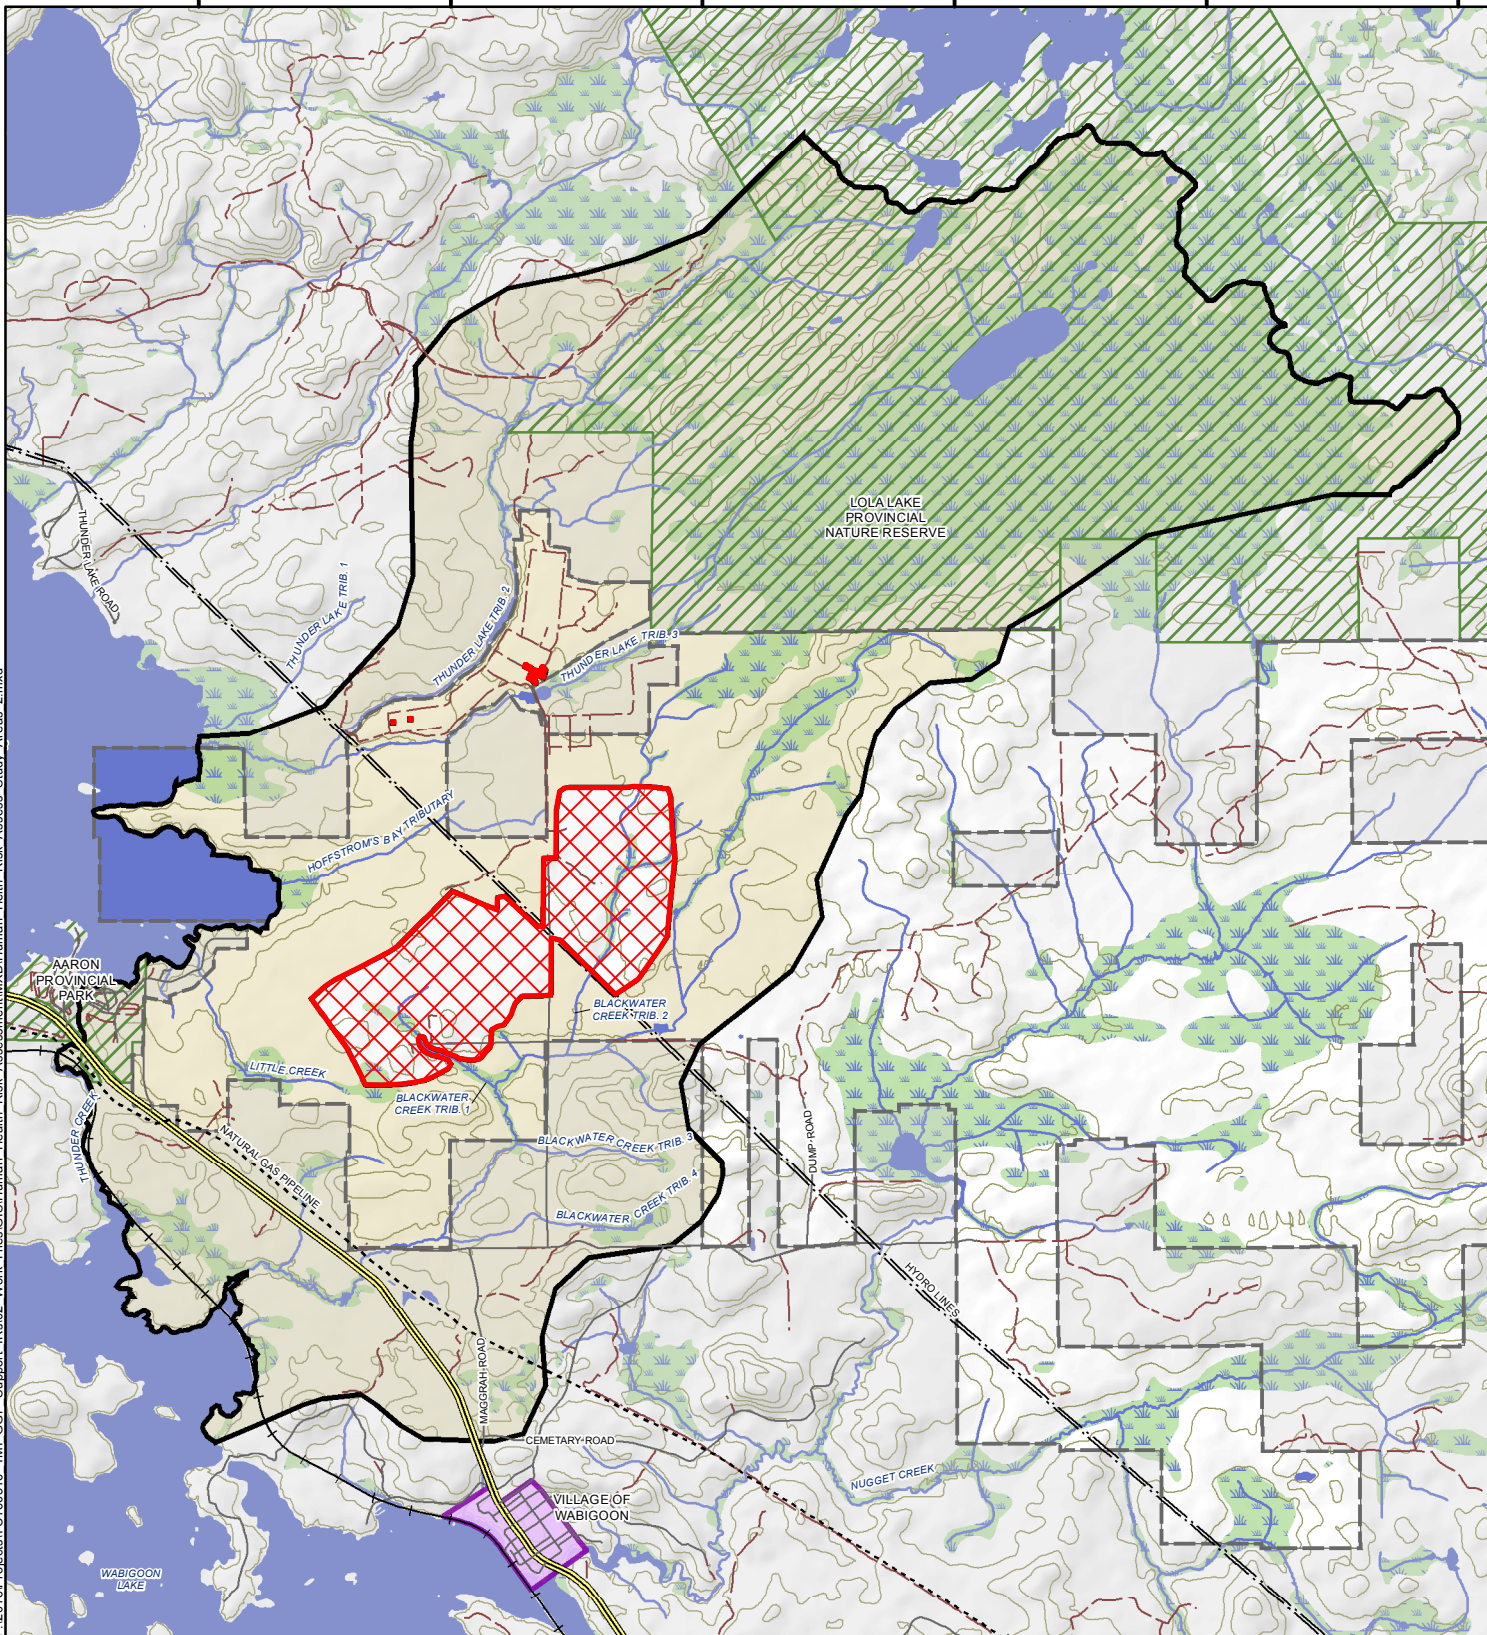 LOLA LAKE
PROVINCIAL
NATURE RESERVE
THUNDER LAKE ROAD
THUNDER LAKE TRIB. 1
THUNDER LAKE TRIB. 2
THUNDER LAKE TRIB. 3
HOFFSTROM'S BAY TRIBUTARY
AARON
PROVINCIAL
PARK
BLACKWATER
CREEK TRIB. 2
LITTLE CREEK
BLACKWATER
CREEK TRIB. 1
THUNDER CREEK
NATURAL GAS PIPELINE
BLACKWATER CREEK TRIB. 3
BLACKWATER CREEK TRIB. 4
DUMP ROAD
HYDRO LINES
MAGGRAH ROAD
CEMETARY ROAD
NUGGET CREEK
VILLAGE OF
WABIGOON
WABIGOON
LAKE